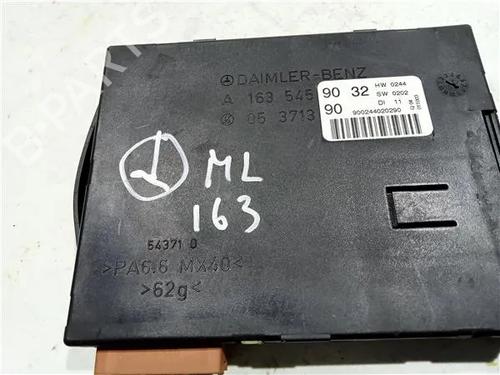 DAIMLER-BENZ
A 163 545 90 32
05 3713 90
HW 0244
SW 0202
DI 11
900244020290
ML
163
54371 0
>PA6.6 MX40<
>62g<